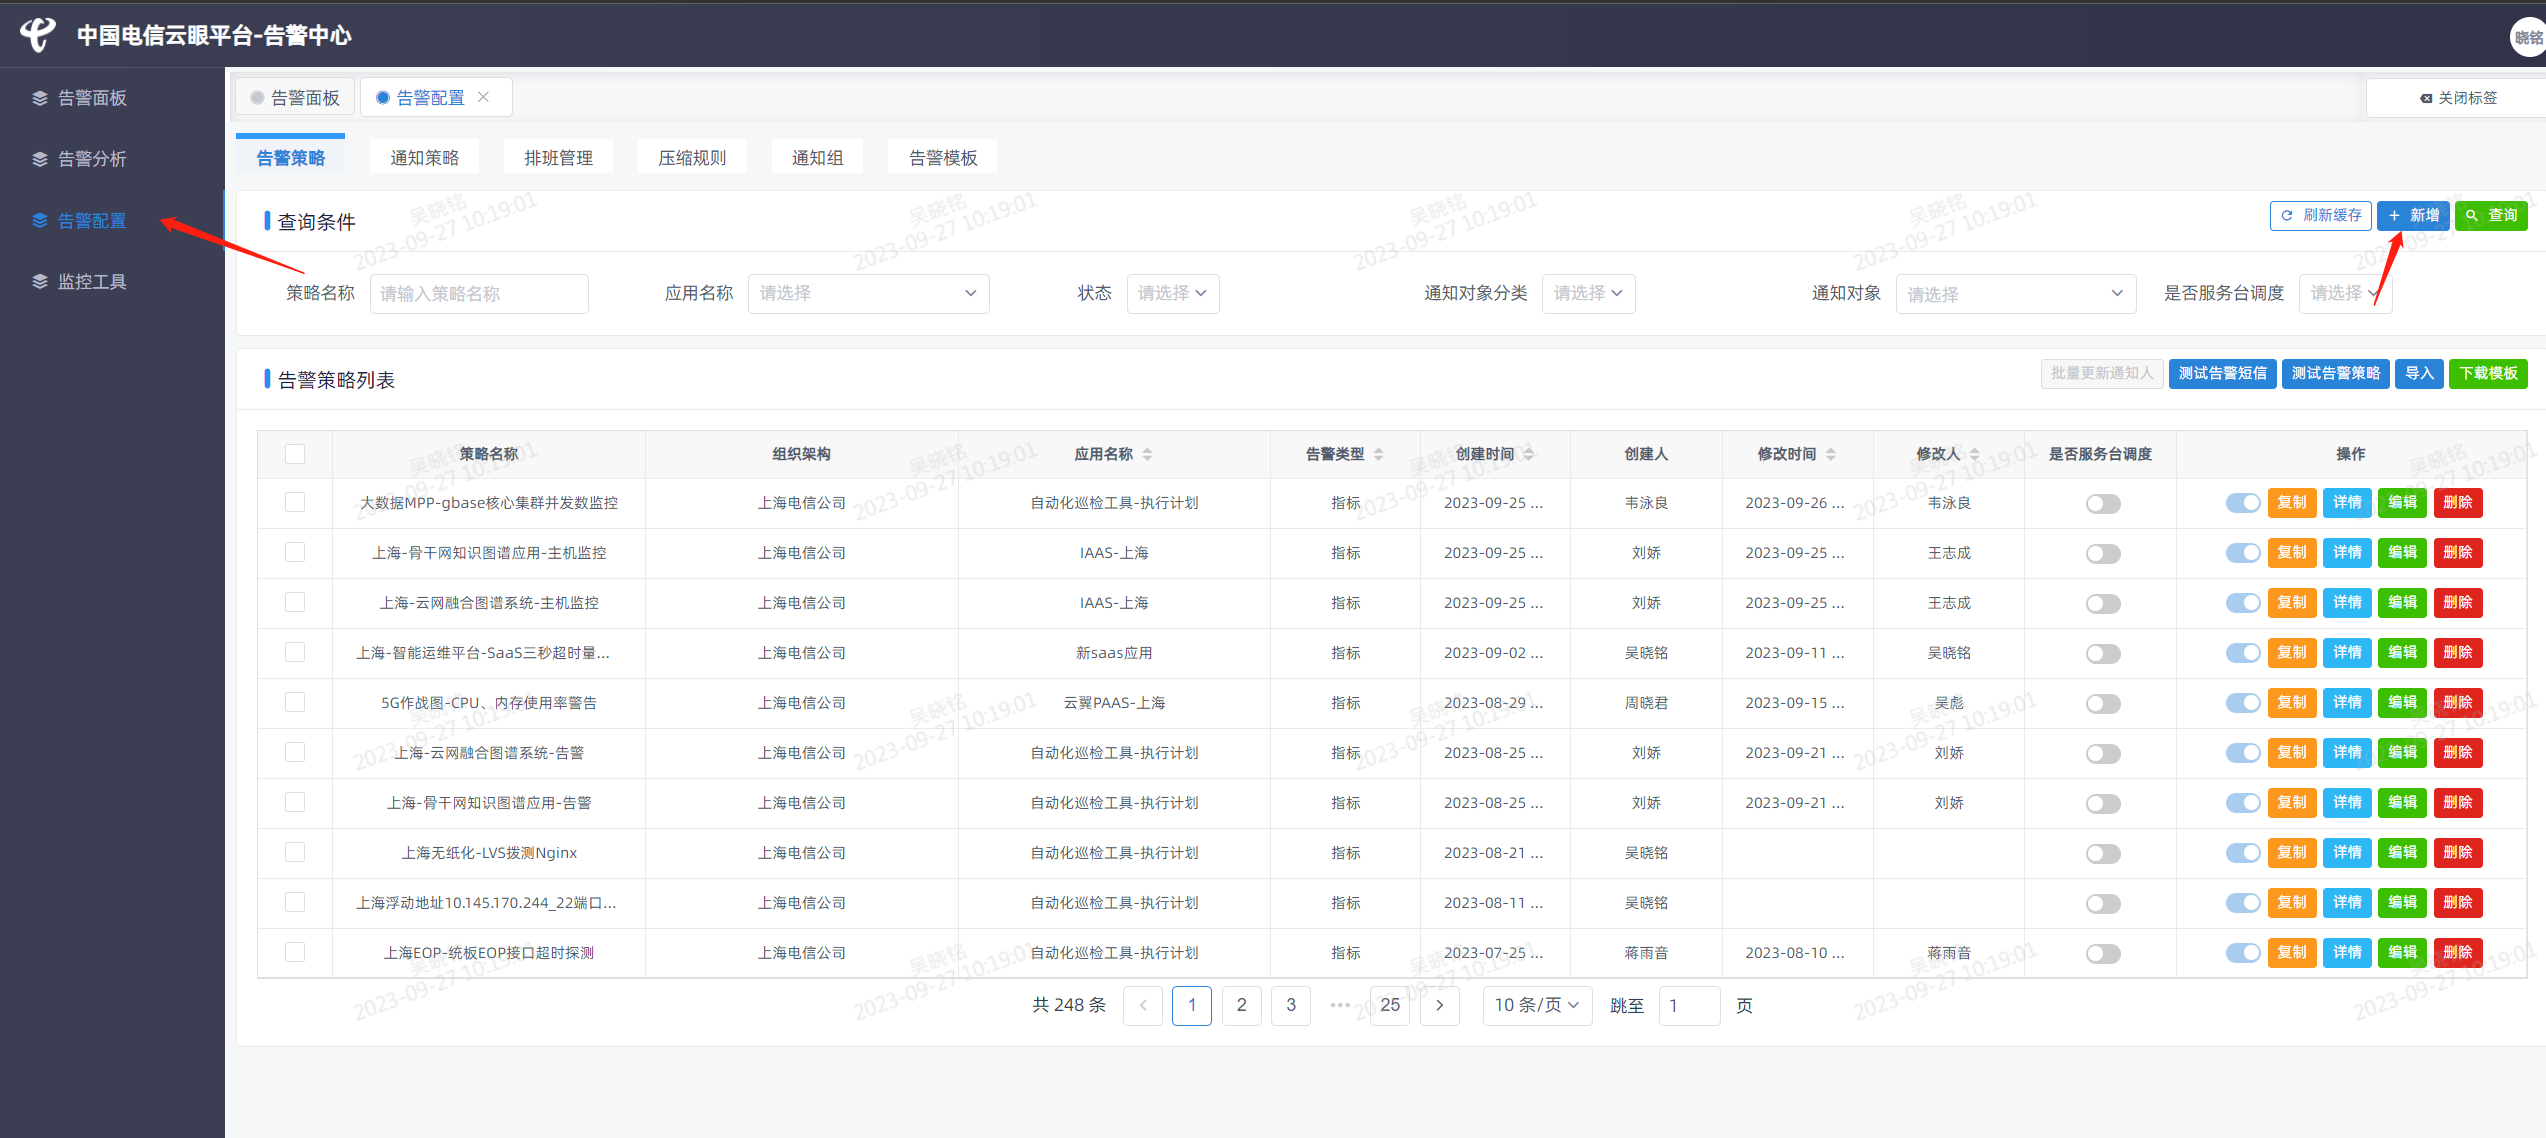 中国电信云眼平台-告警中心
晓铭
告警面板
告警分析
告警配置
监控工具
告警面板
告警配置
关闭标签
告警策略 通知策略 排班管理 压缩规则 通知组 告警模板
查询条件
刷新缓存 新增 查询
策略名称 请输入策略名称 应用名称 请选择 状态 请选择 通知对象分类 请选择 通知对象 请选择 是否服务台调度 请选择
告警策略列表
批量更新通知人 测试告警短信 测试告警策略 导入 下载模板
策略名称 组织架构 应用名称 告警类型 创建时间 创建人 修改时间 修改人 是否服务台调度 操作
大数据MPP-gbase核心集群并发数监控 上海电信公司 自动化巡检工具-执行计划 指标 2023-09-25 ... 韦泳良 2023-09-26 ... 韦泳良 复制 详情 编辑 删除
上海-骨干网知识图谱应用-主机监控 上海电信公司 IAAS-上海 指标 2023-09-25 ... 刘娇 2023-09-25 ... 王志成 复制 详情 编辑 删除
上海-云网融合图谱系统-主机监控 上海电信公司 IAAS-上海 指标 2023-09-25 ... 刘娇 2023-09-25 ... 王志成 复制 详情 编辑 删除
上海-智能运维平台-SaaS三秒超时量... 上海电信公司 新saas应用 指标 2023-09-02 ... 吴晓铭 2023-09-11 ... 吴晓铭 复制 详情 编辑 删除
5G作战图-CPU、内存使用率警告 上海电信公司 云翼PAAS-上海 指标 2023-08-29 ... 周晓君 2023-09-15 ... 吴彪 复制 详情 编辑 删除
上海-云网融合图谱系统-告警 上海电信公司 自动化巡检工具-执行计划 指标 2023-08-25 ... 刘娇 2023-09-21 ... 刘娇 复制 详情 编辑 删除
上海-骨干网知识图谱应用-告警 上海电信公司 自动化巡检工具-执行计划 指标 2023-08-25 ... 刘娇 2023-09-21 ... 刘娇 复制 详情 编辑 删除
上海无纸化-LVS拨测Nginx 上海电信公司 自动化巡检工具-执行计划 指标 2023-08-21 ... 吴晓铭 复制 详情 编辑 删除
上海浮动地址10.145.170.244_22端口... 上海电信公司 自动化巡检工具-执行计划 指标 2023-08-11 ... 吴晓铭 复制 详情 编辑 删除
上海EOP-统板EOP接口超时探测 上海电信公司 自动化巡检工具-执行计划 指标 2023-07-25 ... 蒋雨音 2023-08-10 ... 蒋雨音 复制 详情 编辑 删除
共 248 条 1 2 3 ••• 25 10 条/页 跳至 1 页
吴晓铭
2023-09-27 10:19:01